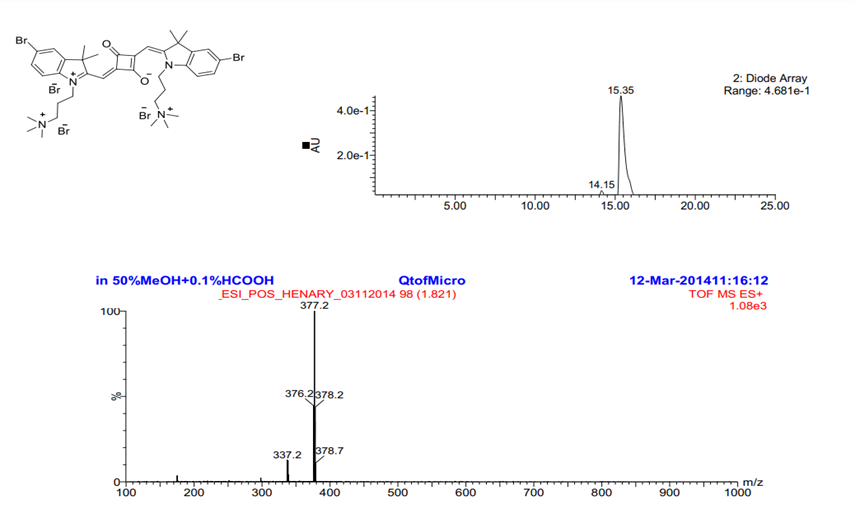 Br
O
Br
N
+
Br
-
N
+
Br
-
O
-
N
Br
-
N
+
2: Diode Array
Range: 4.681e-1
AU
4.0e-1
2.0e-1
15.35
14.15
5.00 10.00 15.00 20.00 25.00
in 50%MeOH+0.1%HCOOH QtofMicro 12-Mar-201411:16:12
_ESI_POS_HENARY_03112014 98 (1.821) TOF MS ES+
1.08e3
100
%
0
377.2
376.2 378.2
337.2
378.7
100 200 300 400 500 600 700 800 900 1000 m/z